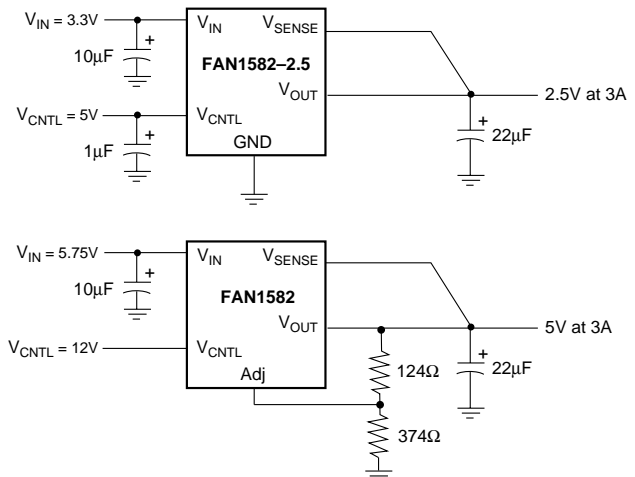 V_IN = 3.3V
V_IN
V_SENSE
+
10μF
FAN1582–2.5
V_OUT
2.5V at 3A
V_CNTL = 5V
V_CNTL
+
1μF
GND
+
22μF
V_IN = 5.75V
V_IN
V_SENSE
+
10μF
FAN1582
V_OUT
5V at 3A
V_CNTL = 12V
V_CNTL
Adj
124Ω
+
22μF
374Ω